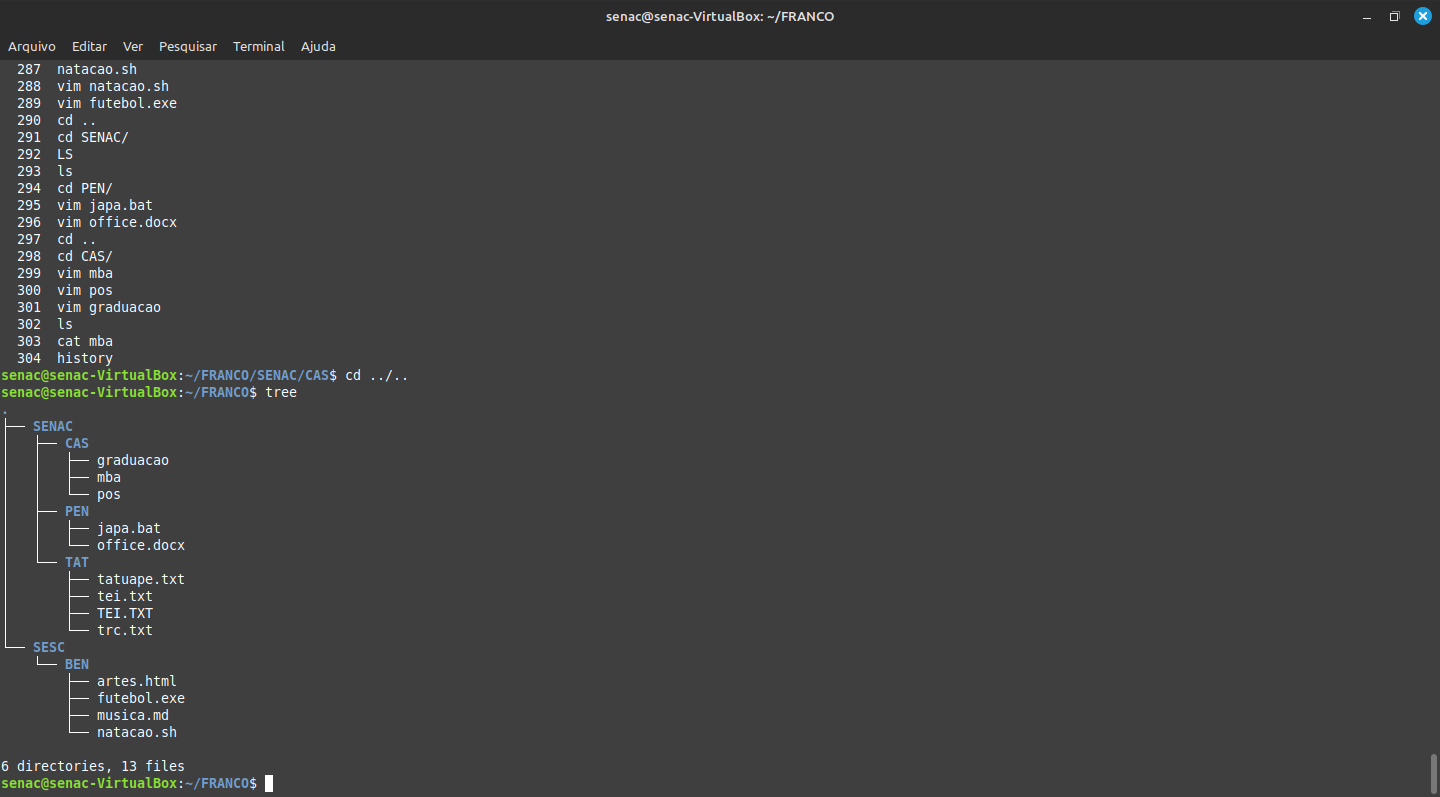 senac@senac-VirtualBox: ~/FRANCO
Arquivo Editar Ver Pesquisar Terminal Ajuda
287 natacao.sh
288 vim natacao.sh
289 vim futebol.exe
290 cd ..
291 cd SENAC/
292 LS
293 ls
294 cd PEN/
295 vim japa.bat
296 vim office.docx
297 cd ..
298 cd CAS/
299 vim mba
300 vim pos
301 vim graduacao
302 ls
303 cat mba
304 history
senac@senac-VirtualBox:~/FRANCO/SENAC/CAS$ cd ../..
senac@senac-VirtualBox:~/FRANCO$ tree
.
├── SENAC
│   ├── CAS
│   │   ├── graduacao
│   │   ├── mba
│   │   └── pos
│   ├── PEN
│   │   ├── japa.bat
│   │   └── office.docx
│   └── TAT
│       ├── tatuape.txt
│       ├── tei.txt
│       ├── TEI.TXT
│       └── trc.txt
└── SESC
    └── BEN
        ├── artes.html
        ├── futebol.exe
        ├── musica.md
        └── natacao.sh
6 directories, 13 files
senac@senac-VirtualBox:~/FRANCO$